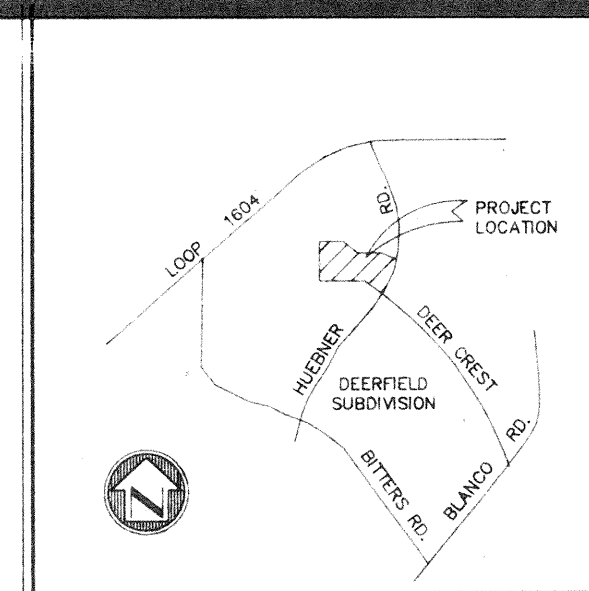 RD.
PROJECT
LOCATION
LOOP 1604
HUEBNER
DEER CREST
DEERFIELD
SUBDIVISION
BITTERS RD.
BLANCO RD.
N